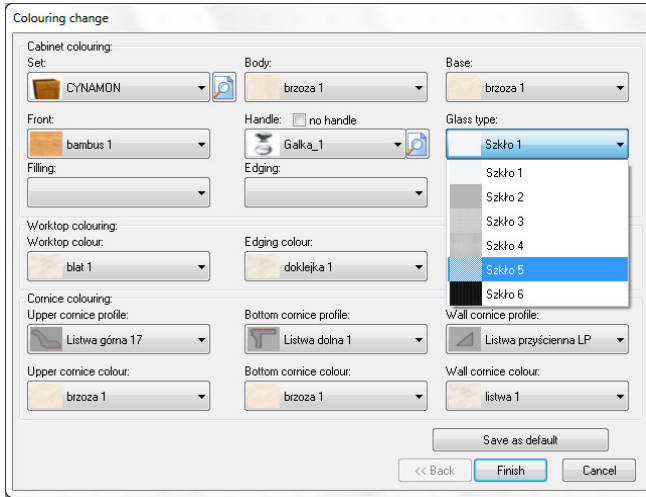 Colouring change
Cabinet colouring:
Set: Body: Base:
CYNAMON brzoza 1 brzoza 1
Front: Handle: no handle Glass type:
bambus 1 Gałka_1 Szkło 1
Filling: Edging:
Szkło 1
Szkło 2
Szkło 3
Szkło 4
Szkło 5
Szkło 6
Worktop colouring:
Worktop colour: Edging colour:
blat 1 doklejka 1
Cornice colouring:
Upper cornice profile: Bottom cornice profile: Wall cornice profile:
Listwa górna 17 Listwa dolna 1 Listwa przyścienna LP
Upper cornice colour: Bottom cornice colour: Wall cornice colour:
brzoza 1 brzoza 1 listwa 1
Save as default
<< Back Finish Cancel